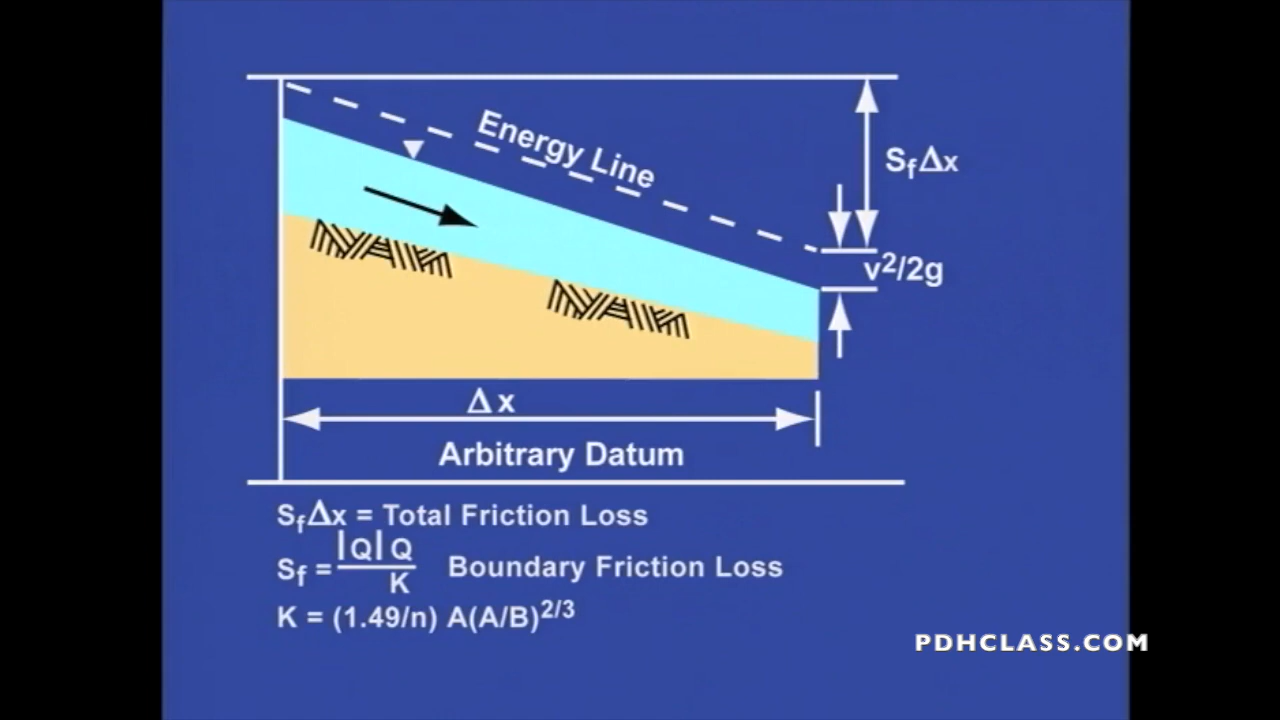 Energy Line
SfΔx
v²/2g
Δx
Arbitrary Datum
SfΔx = Total Friction Loss
Sf = |Q|Q / K Boundary Friction Loss
K = (1.49/n) A(A/B)^2/3
PDHCLASS.COM